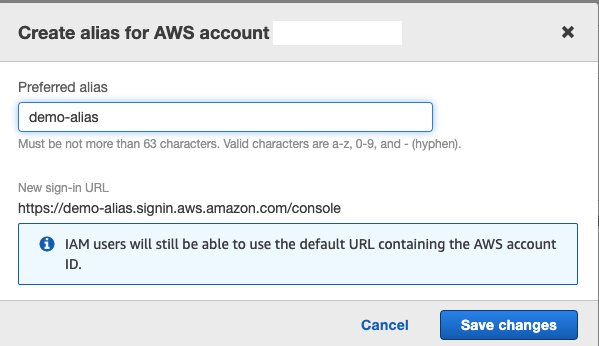 Create alias for AWS account
Preferred alias
demo-alias
Must be not more than 63 characters. Valid characters are a-z, 0-9, and - (hyphen).
New sign-in URL
https://demo-alias.signin.aws.amazon.com/console
IAM users will still be able to use the default URL containing the AWS account
ID.
Cancel
Save changes